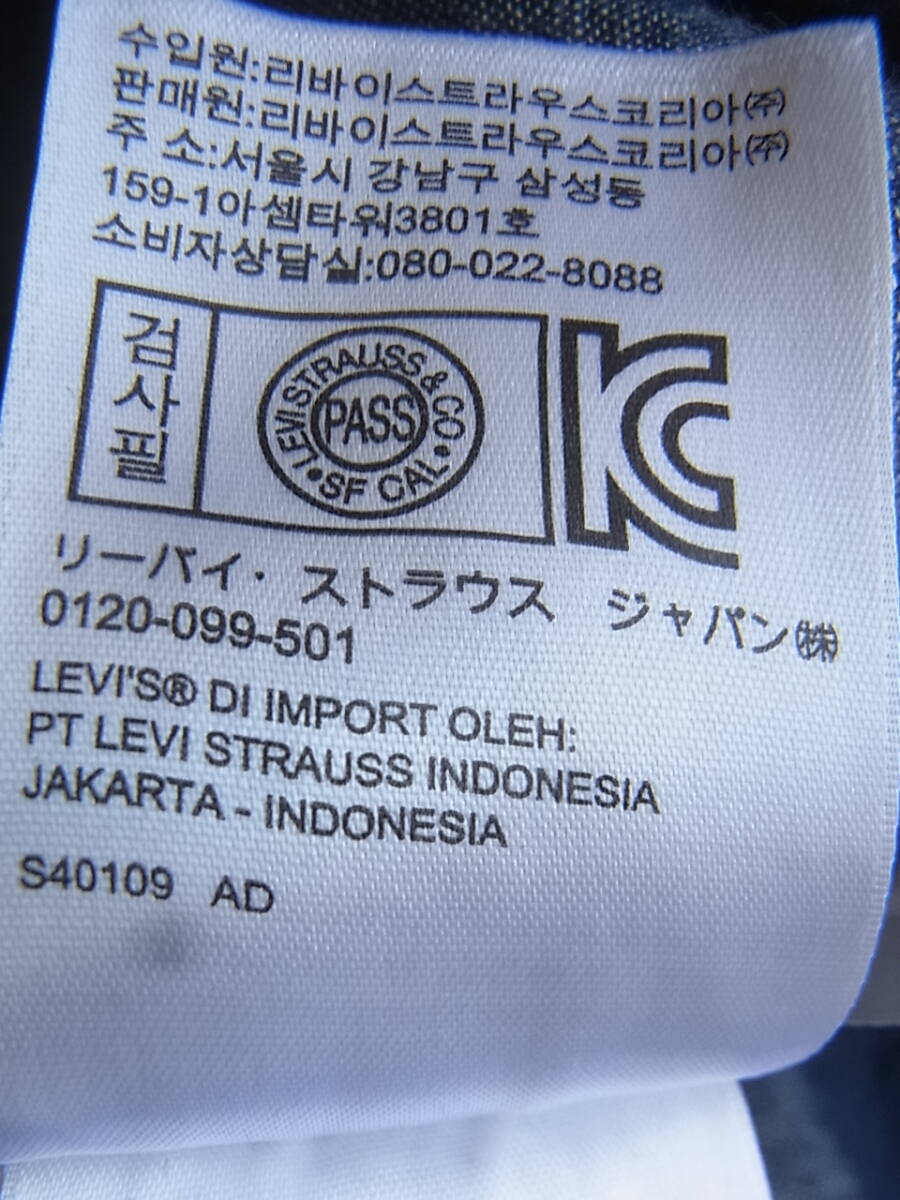 수입원:리바이스트라우스코리아㈜
판매원:리바이스트라우스코리아㈜
주 소:서울시 강남구 삼성동
159-1아셈타워3801호
소비자상담실:080-022-8088
검사필
LEVI STRAUSS & CO
PASS
• SF CAL •
KC
リーバイ・ストラウス ジャパン㈱
0120-099-501
LEVI'S® DI IMPORT OLEH:
PT LEVI STRAUSS INDONESIA
JAKARTA - INDONESIA
S40109 AD